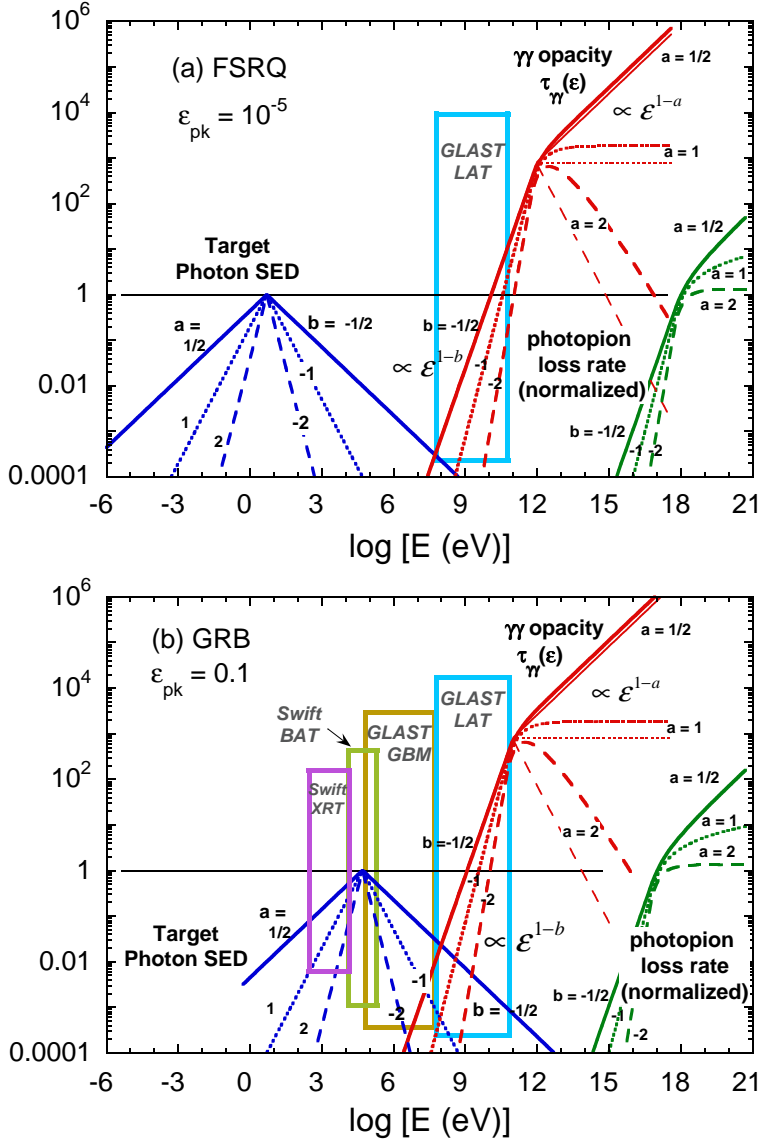 10^6
(a) FSRQ
γγ opacity
τ_γγ(ε)
a = 1/2
ε_pk = 10^-5
10^4
∝ ε^{1-a}
GLAST
LAT
a = 1
10^2
Target
Photon SED
a = 2
a = 1/2
a = 1
a = 2
1
a =
1/2
b = -1/2
b = -1/2
photopion
loss rate
(normalized)
∝ ε^{1-b}
-1
-1
-2
0.01
1
2
-2
b = -1/2
-1
-2
0.0001
-6 -3 0 3 6 9 12 15 18 21
log [E (eV)]
10^6
(b) GRB
γγ opacity
τ_γγ(ε)
a = 1/2
ε_pk = 0.1
∝ ε^{1-a}
10^4
Swift
BAT
GLAST
GBM
GLAST
LAT
a = 1
10^2
Swift
XRT
a = 1/2
b = -1/2
a = 2
a = 1
a = 2
1
-1
-2
a =
1/2
Target
Photon SED
∝ ε^{1-b}
photopion
loss rate
(normalized)
0.01
-1
1
2
-2
b = -1/2
b = -1/2
-1
-2
0.0001
-6 -3 0 3 6 9 12 15 18 21
log [E (eV)]